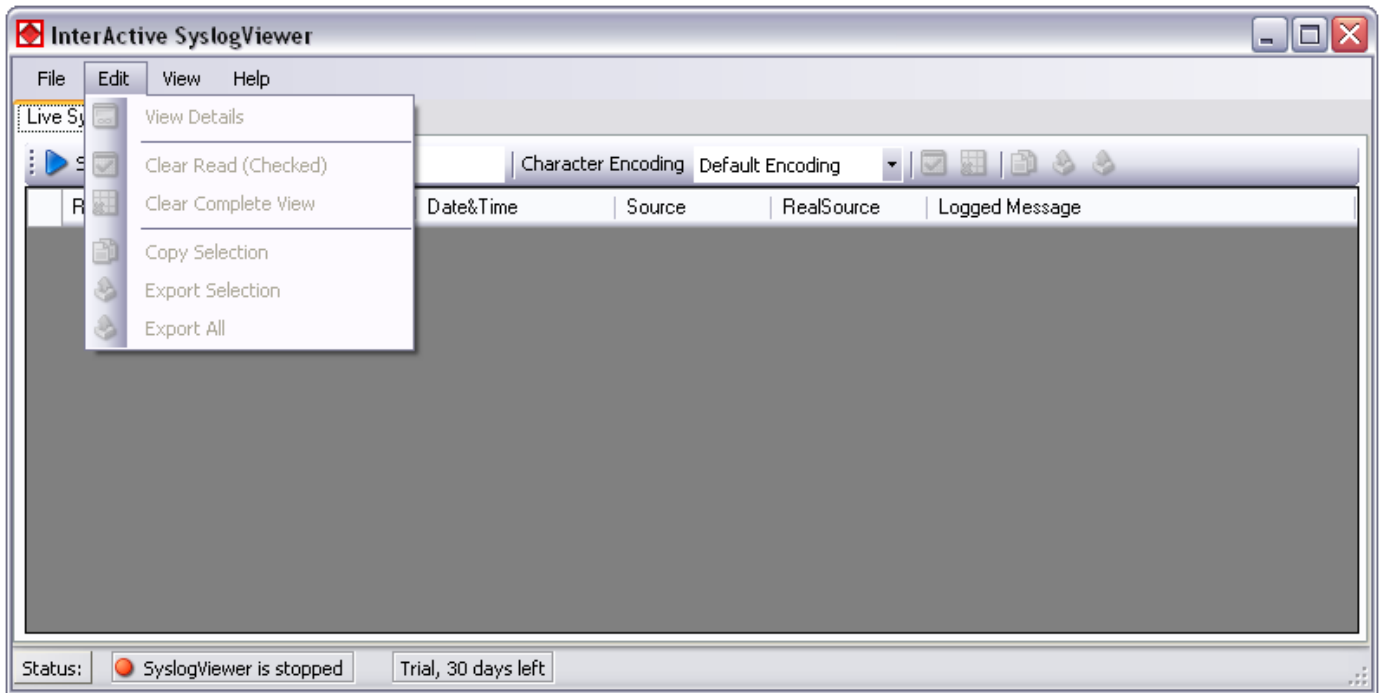 InterActive SyslogViewer
File Edit View Help
Live Sy
View Details
Clear Read (Checked)
Clear Complete View
Copy Selection
Export Selection
Export All
Character Encoding Default Encoding
Date&Time Source RealSource Logged Message
Status: SyslogViewer is stopped Trial, 30 days left